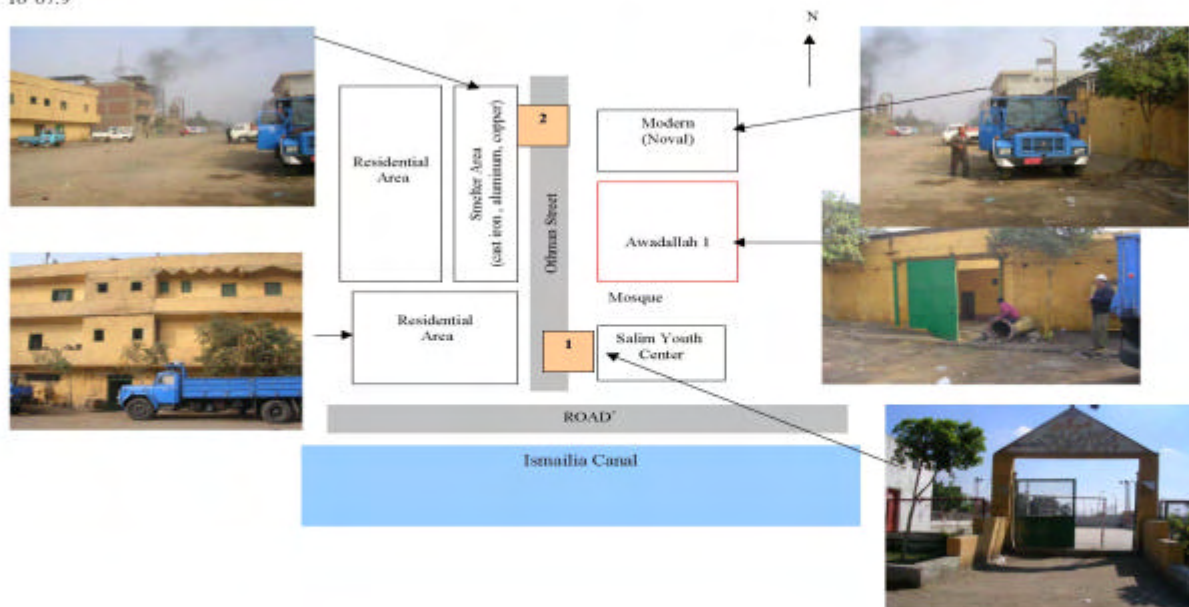 N
2
Modern
(Noval)
Residential
Area
Smelter Area
(cast iron , aluminum, copper)
Othman Street
Awadallah 1
Mosque
Residential
Area
1
Salim Youth
Center
ROAD'
Ismailia Canal